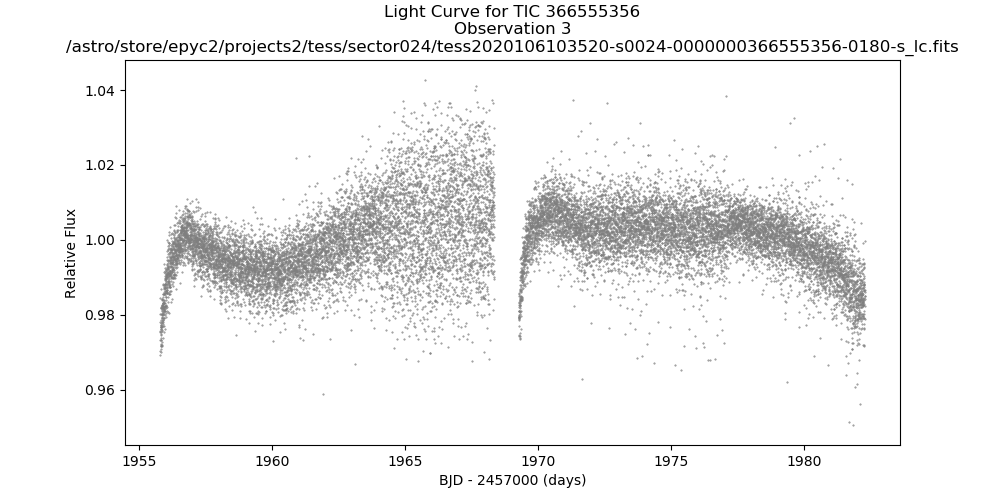 Light Curve for TIC 366555356
Observation 3
/astro/store/epyc2/projects2/tess/sector024/tess2020106103520-s0024-0000000366555356-0180-s_lc.fits
Relative Flux
1.04
1.02
1.00
0.98
0.96
1955 1960 1965 1970 1975 1980
BJD - 2457000 (days)